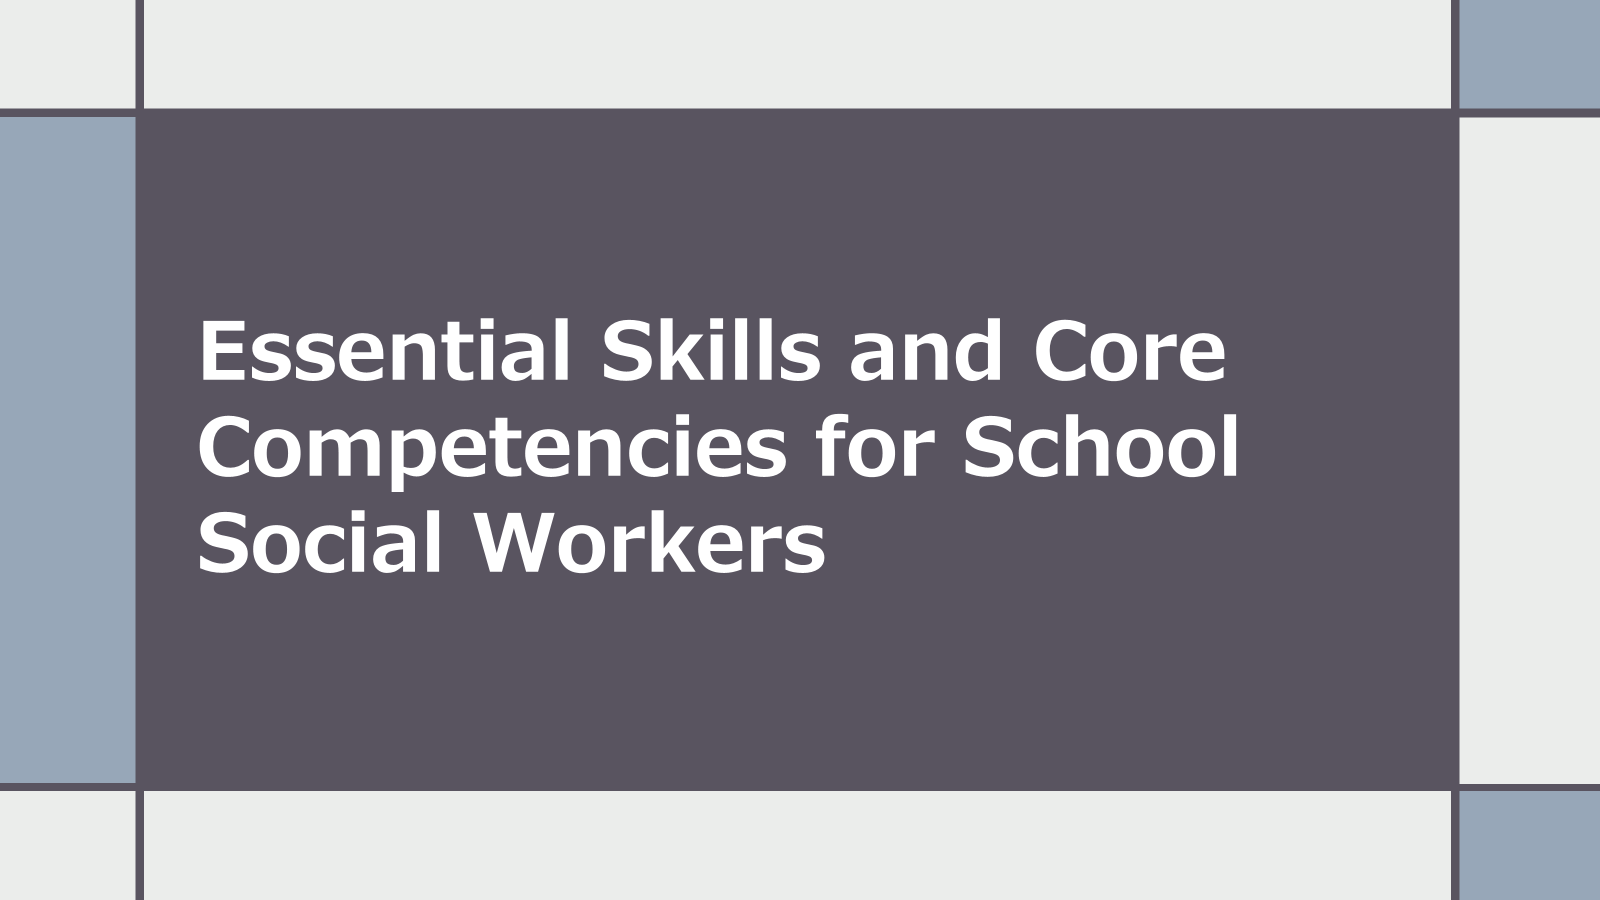 Essential Skills and Core
Competencies for School
Social Workers